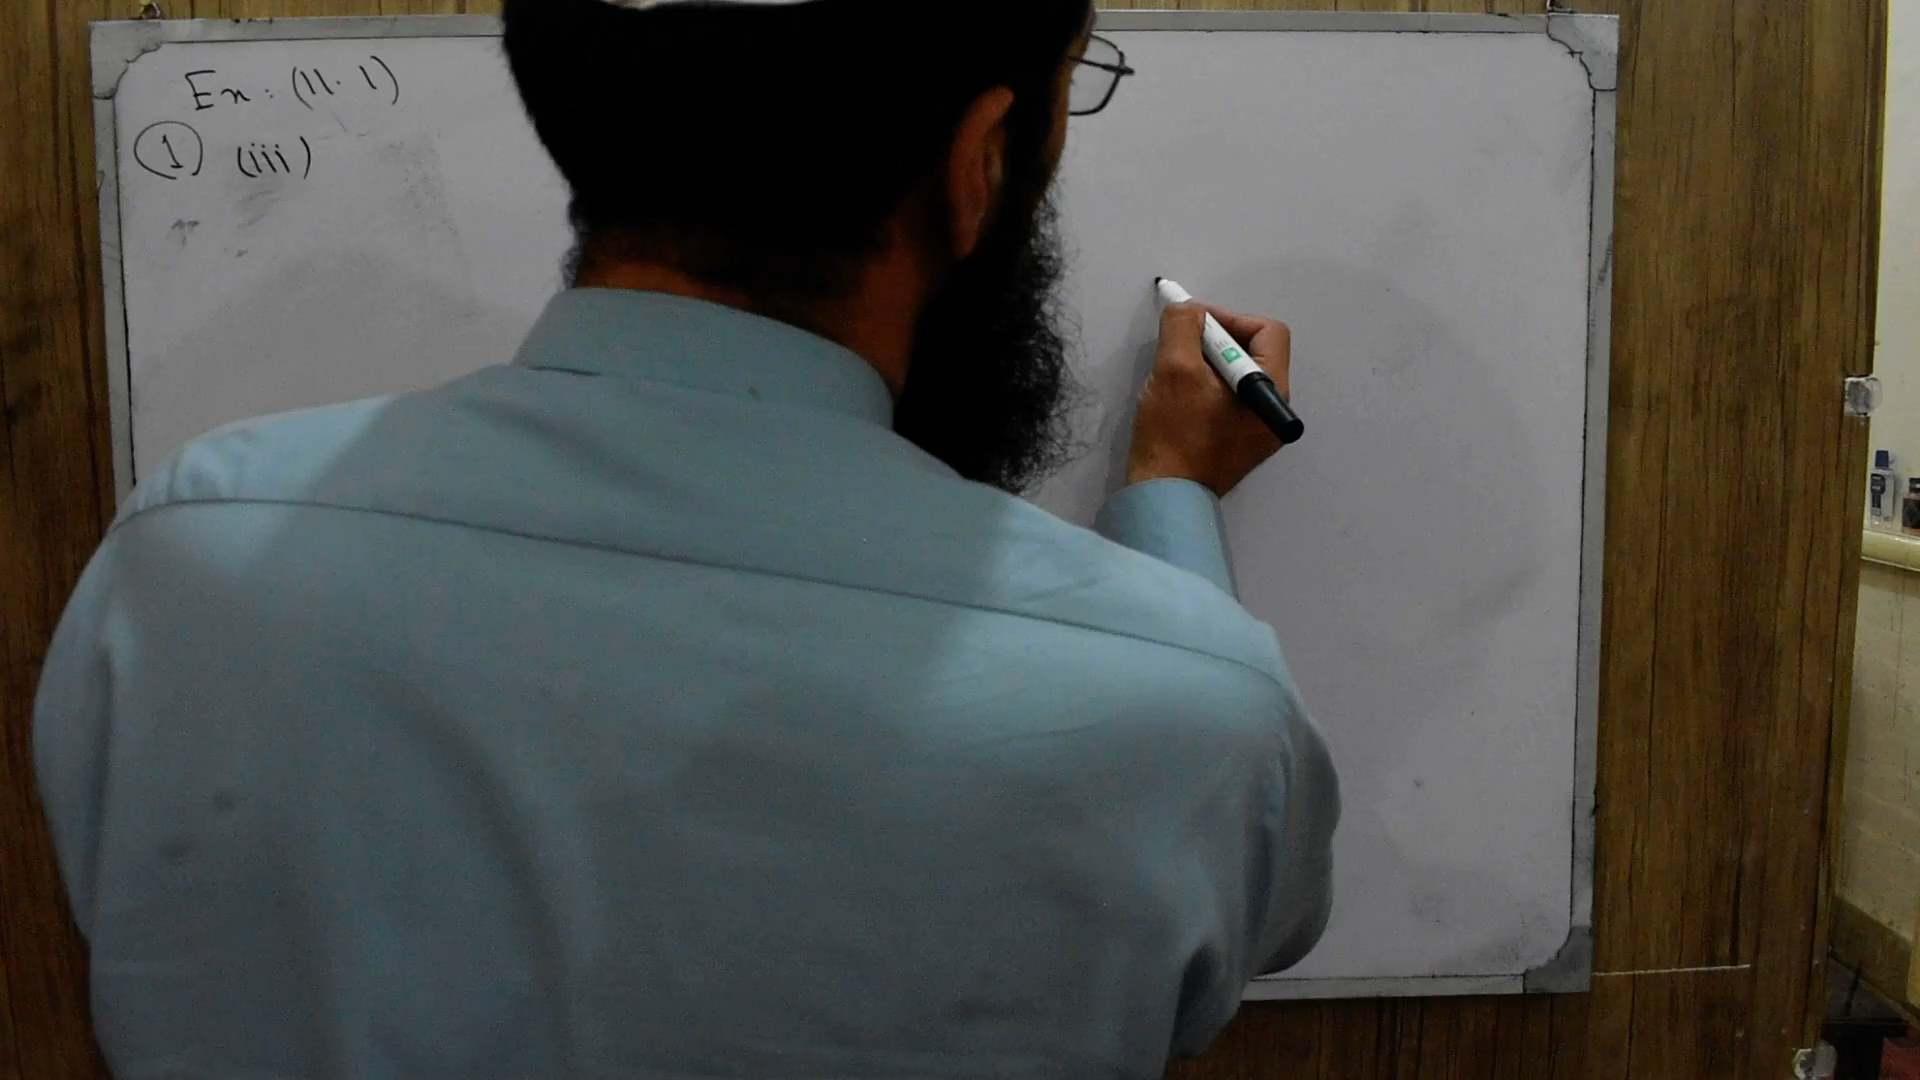 Ex: (11.1)
① (iii)